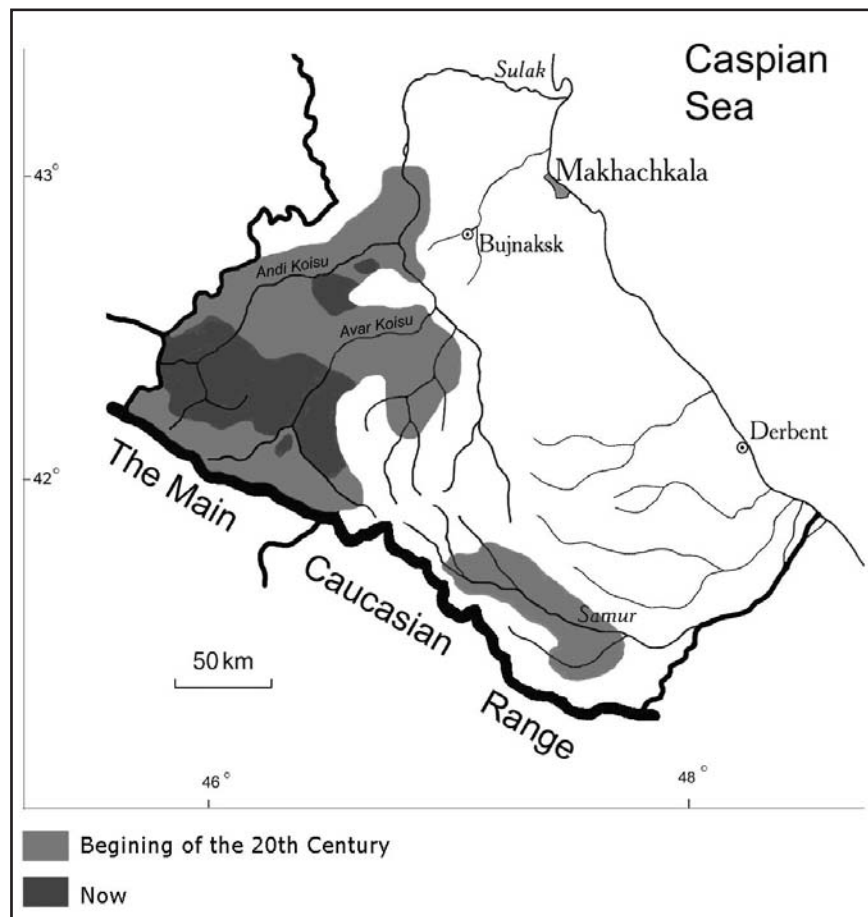 Caspian
Sea
Sulak
43°
Makhachkala
Bujnaksk
Andi Koisu
Avar Koisu
Derbent
42°
The Main
Caucasian
Range
Samur
50 km
46°
48°
Begining of the 20th Century
Now